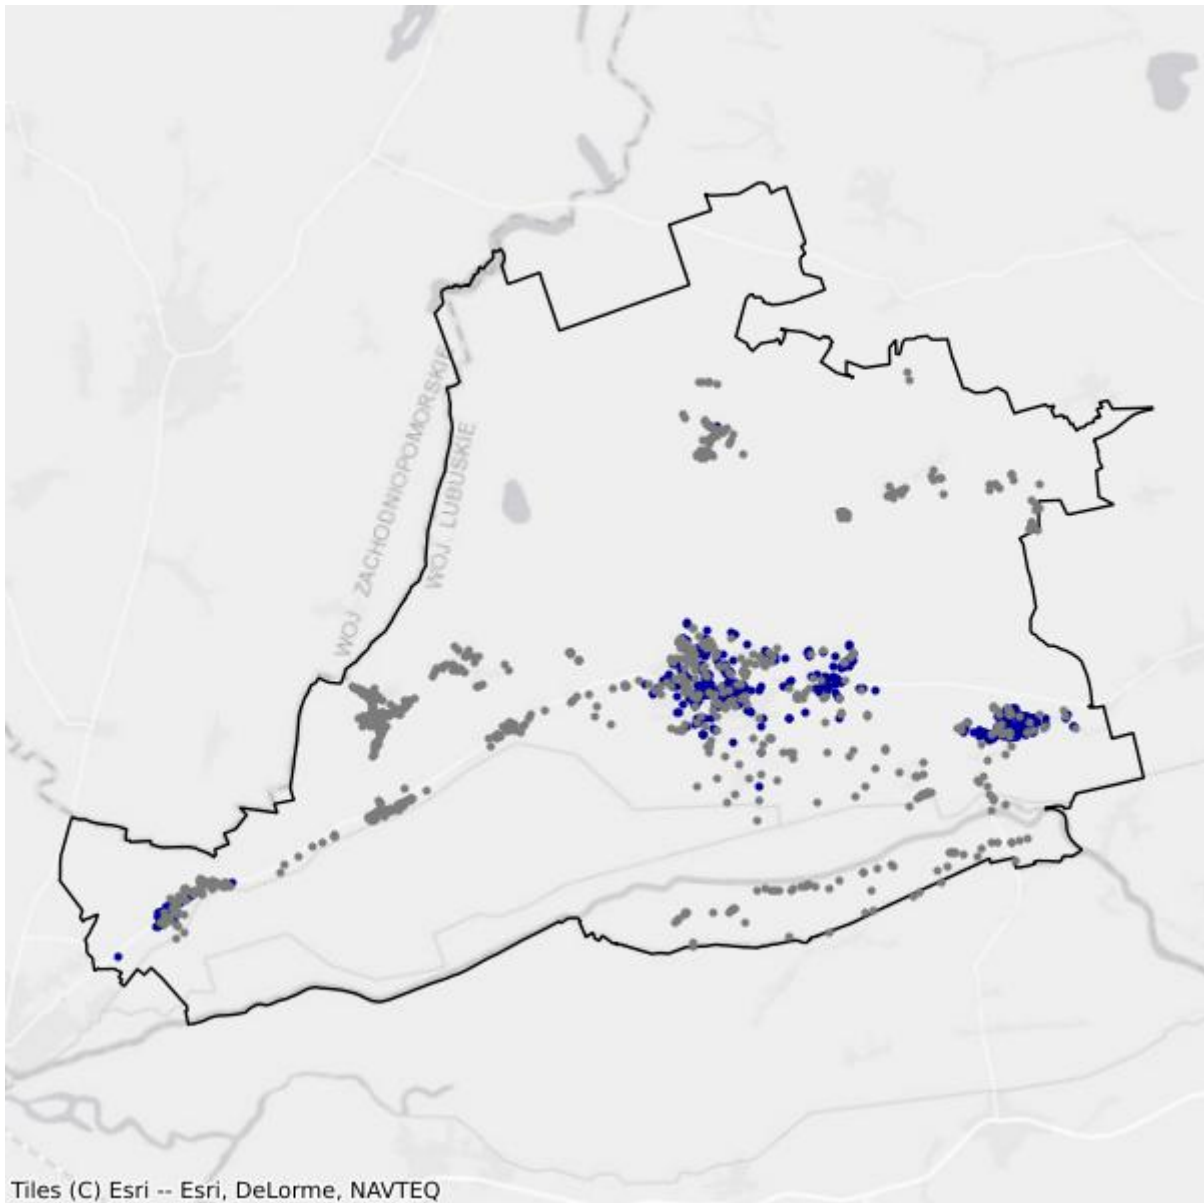 WOJ. ZACHODNIOPOMORSKIE
WOJ. LUBUSKIE
Tiles (C) Esri -- Esri, DeLorme, NAVTEQ